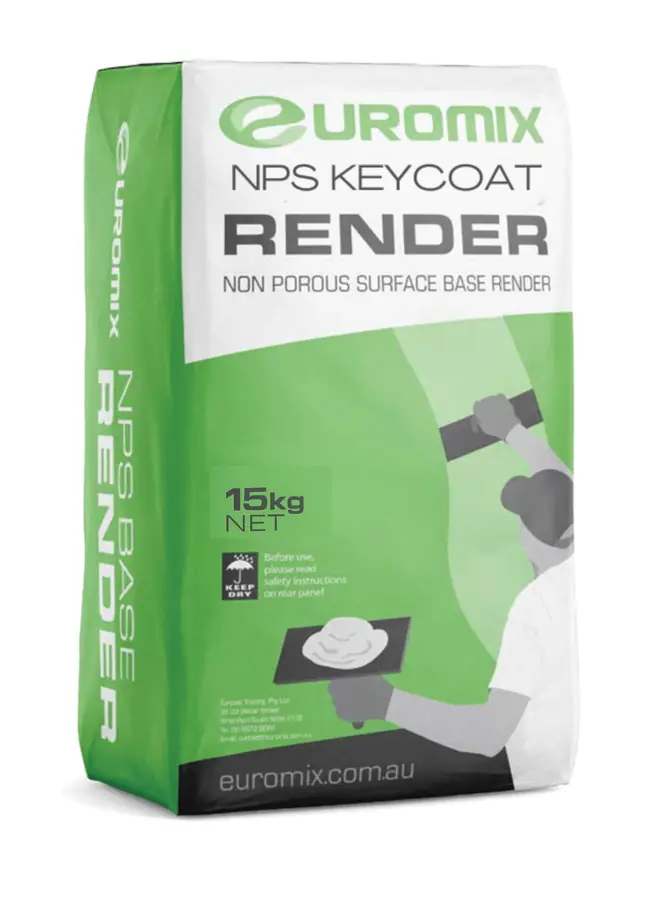 EUROMIX
NPS KEYCOAT
RENDER
NON POROUS SURFACE BASE RENDER
15kg
NET
KEEP
DRY
Before use,
please read
safety instructions
on rear panel
euromix.com.au
EUROMIX
NPS BASE
RENDER